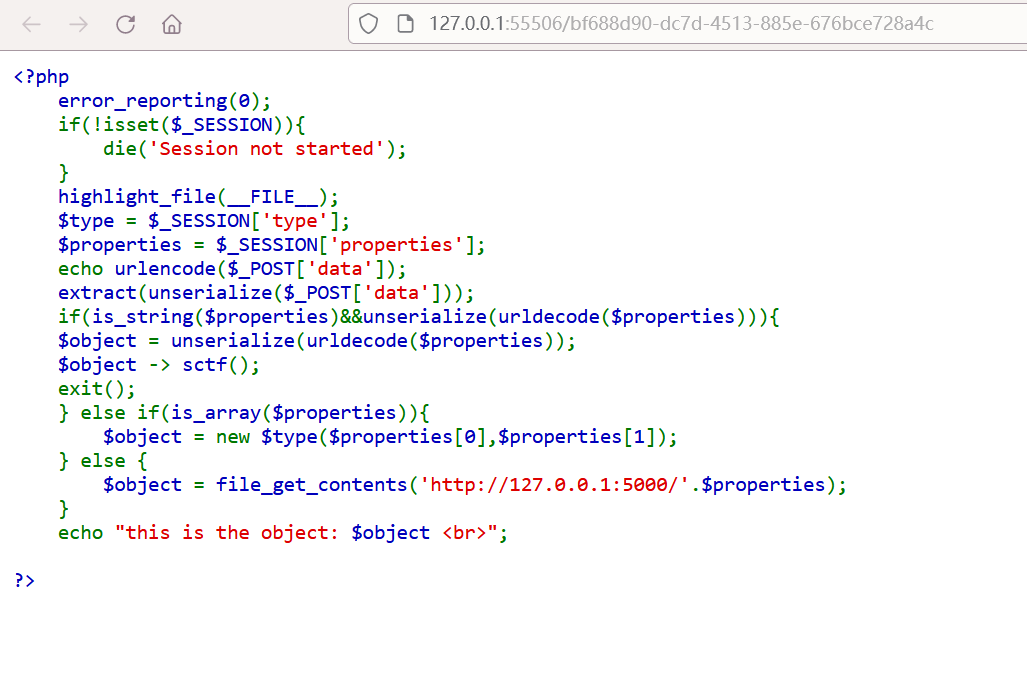 127.0.0.1:55506/bf688d90-dc7d-4513-885e-676bce728a4c
<?php
    error_reporting(0);
    if(!isset($_SESSION)){
        die('Session not started');
    }
    highlight_file(__FILE__);
    $type = $_SESSION['type'];
    $properties = $_SESSION['properties'];
    echo urlencode($_POST['data']);
    extract(unserialize($_POST['data']));
    if(is_string($properties)&&unserialize(urldecode($properties))){
    $object = unserialize(urldecode($properties));
    $object -> sctf();
    exit();
    } else if(is_array($properties)){
        $object = new $type($properties[0],$properties[1]);
    } else {
        $object = file_get_contents('http://127.0.0.1:5000/'.$properties);
    }
    echo "this is the object: $object <br>";
?>